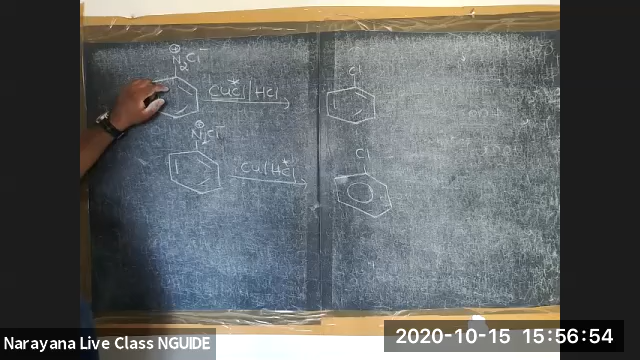 ⊕
N₂Cl⁻
CuCl* / HCl
Cl
⊕
N₂Cl⁻
Cu / HCl*
Cl
Narayana Live Class NGUIDE
2020-10-15 15:56:54